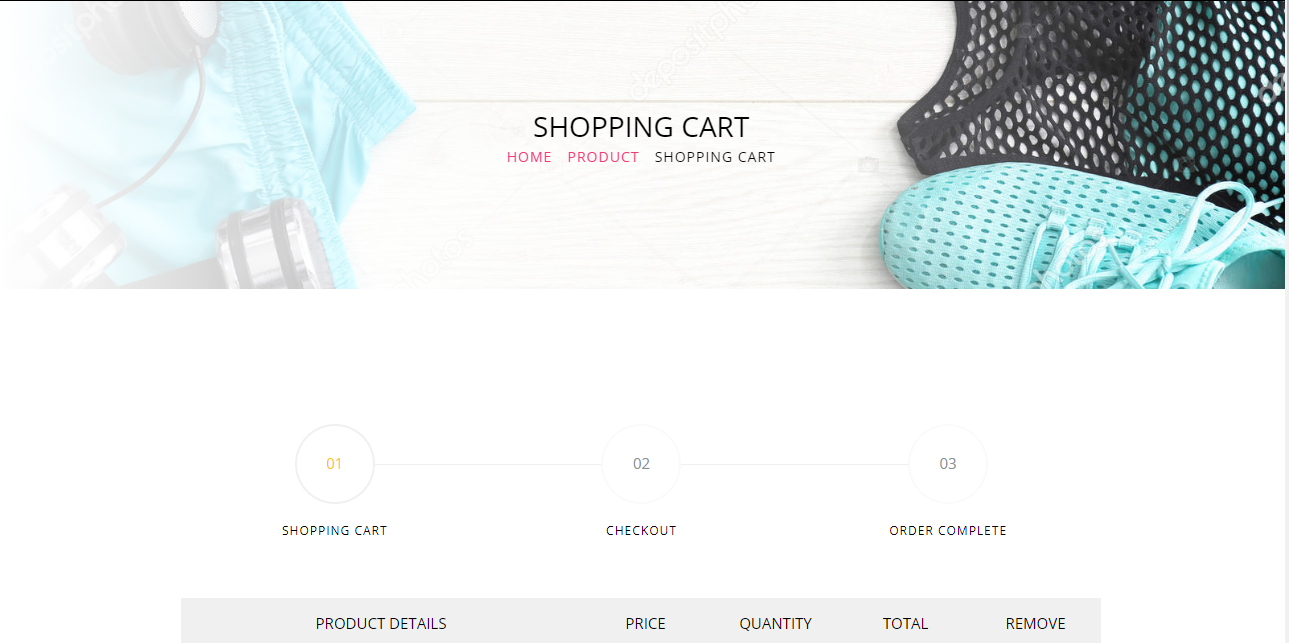 SHOPPING CART
HOME PRODUCT SHOPPING CART
01 02 03
SHOPPING CART CHECKOUT ORDER COMPLETE
PRODUCT DETAILS PRICE QUANTITY TOTAL REMOVE